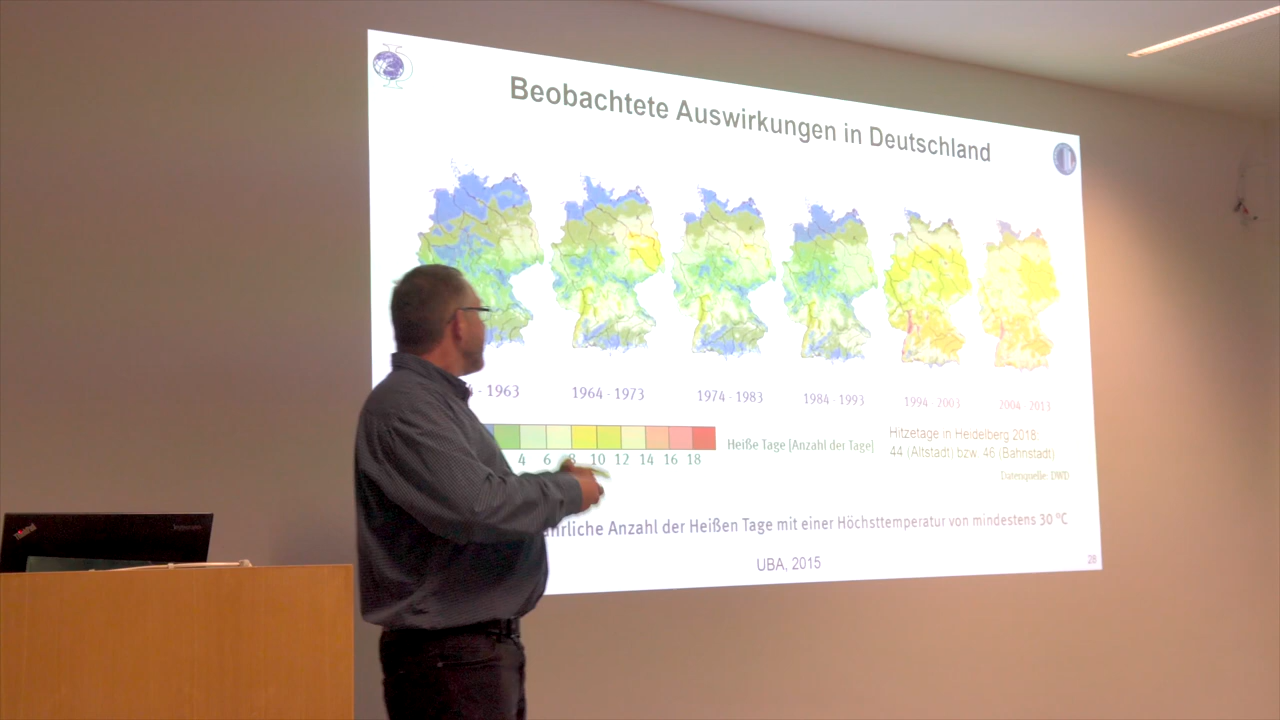 Beobachtete Auswirkungen in Deutschland
- 1963
1964 - 1973
1974 - 1983
1984 - 1993
1994 - 2003
2004 - 2013
4 6 8 10 12 14 16 18
Heiße Tage [Anzahl der Tage]
Hitzetage in Heidelberg 2018:
44 (Altstadt) bzw. 46 (Bahnstadt)
Datenquelle: DWD
ährliche Anzahl der Heißen Tage mit einer Höchsttemperatur von mindestens 30 °C
UBA, 2015
28
ThinkPad